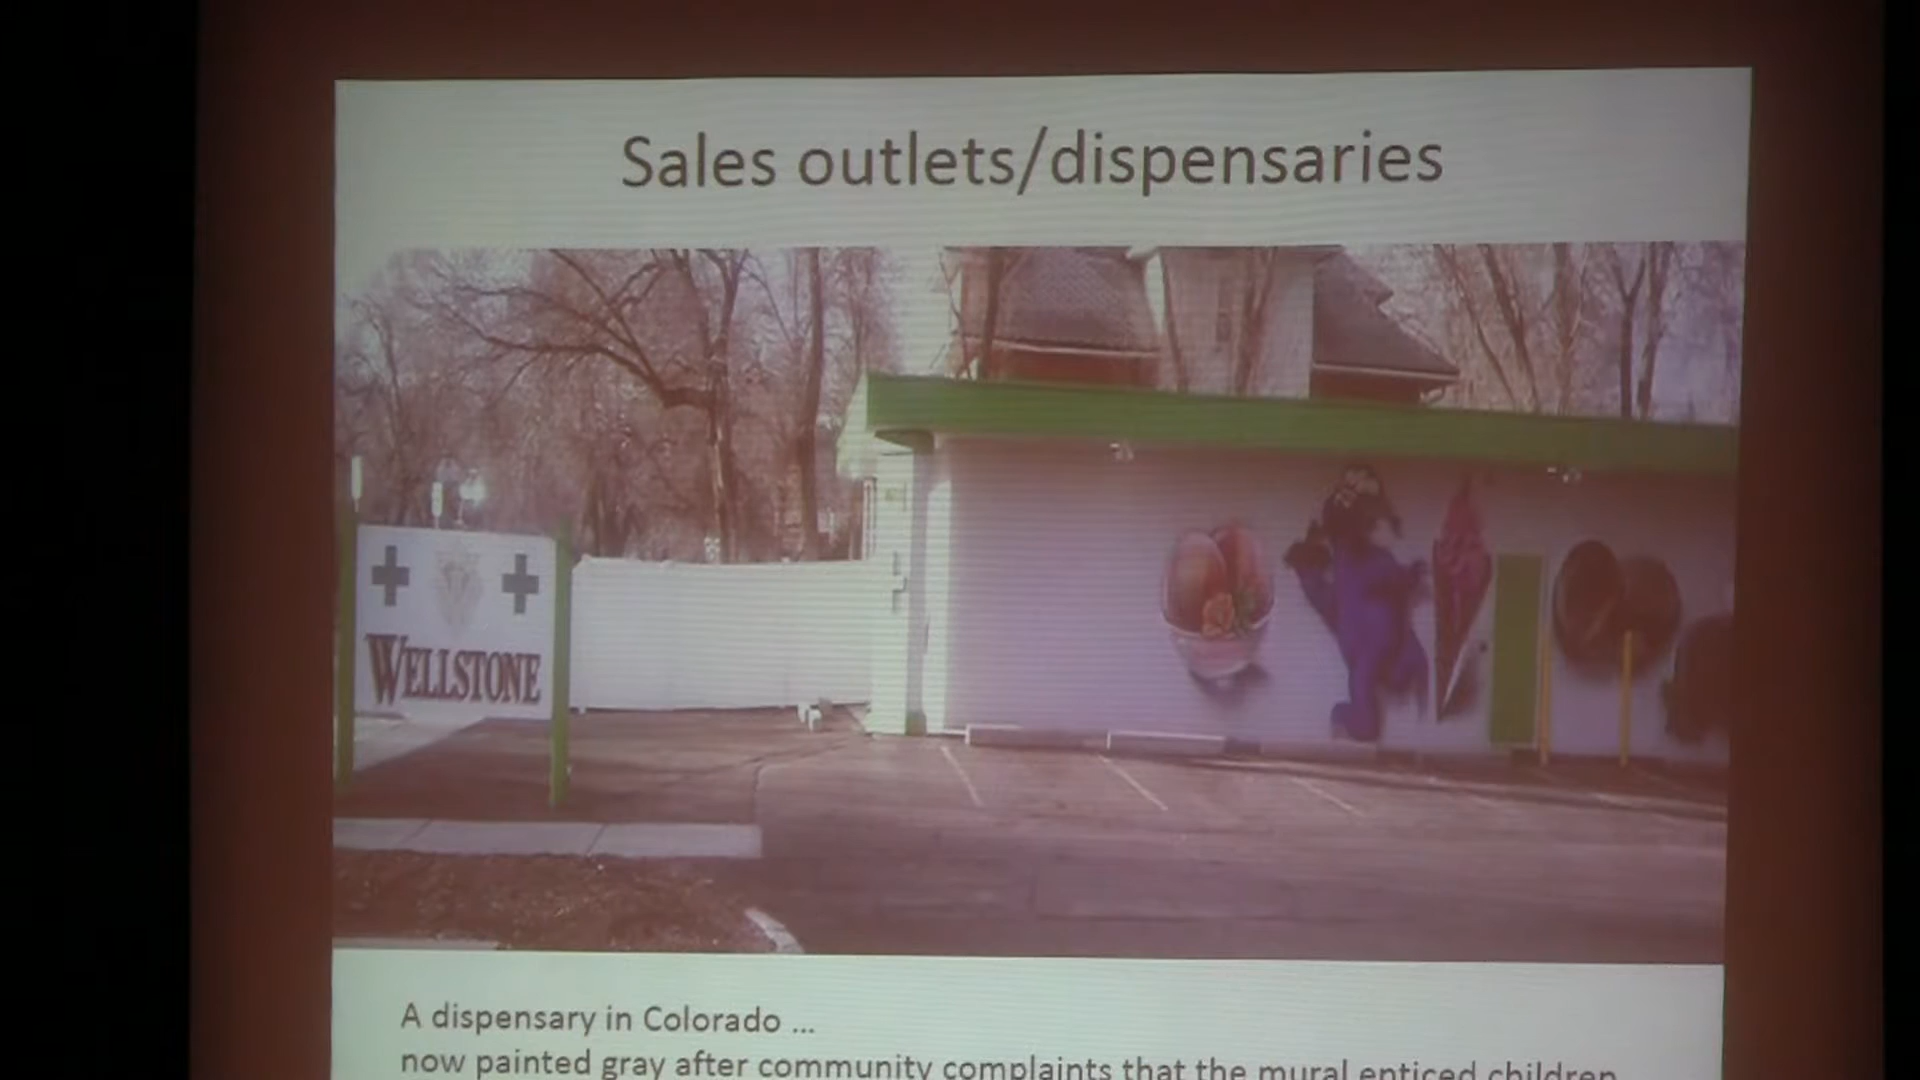 Sales outlets/dispensaries
WELLSTONE
A dispensary in Colorado ...
now painted gray after community complaints that the mural enticed children